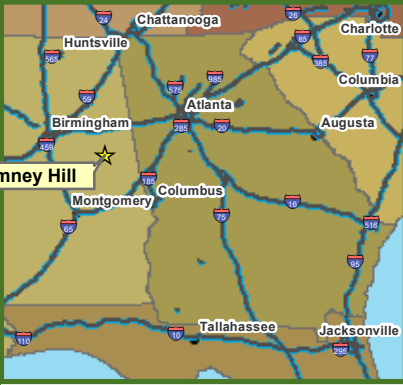 24
Chattanooga
26
Charlotte
Huntsville
85
565
77
385
985
575
Columbia
59
Atlanta
Birmingham
285
20
Augusta
459
mney Hill
185
Columbus
Montgomery
16
75
65
516
95
Tallahassee
Jacksonville
10
110
295